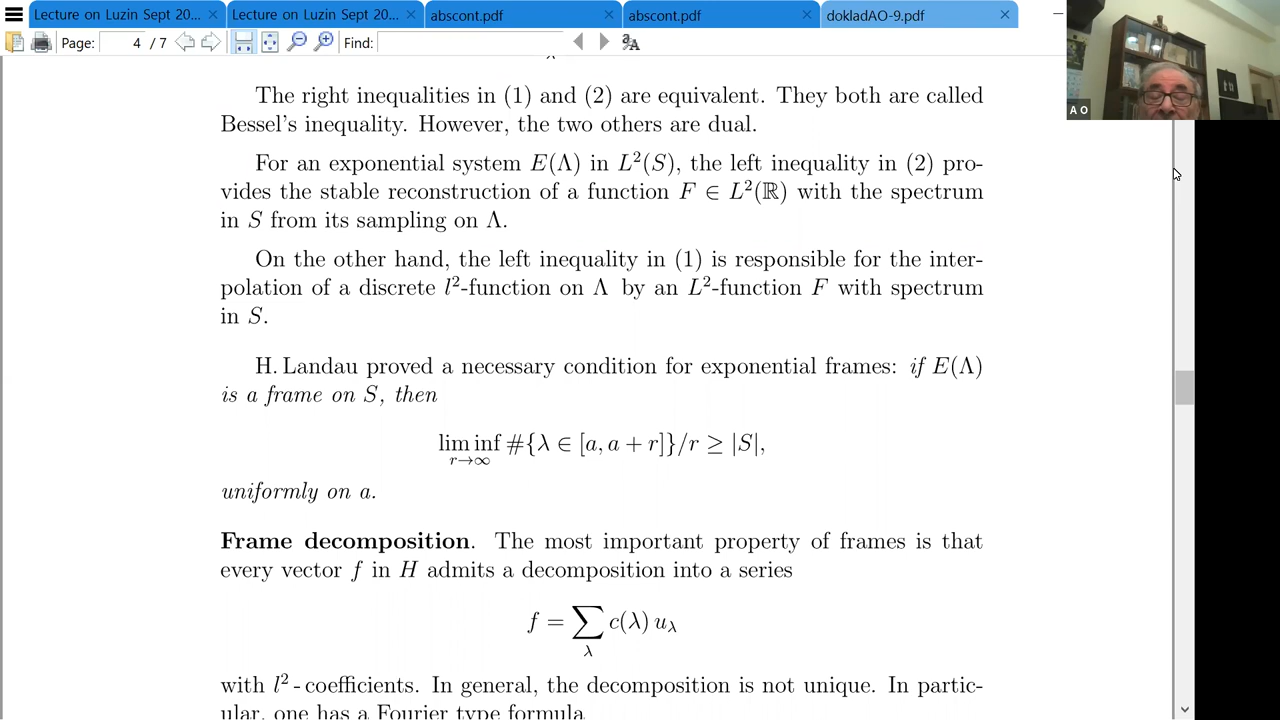 Lecture on Luzin Sept 20... × Lecture on Luzin Sept 20... × abscont.pdf × abscont.pdf × dokladAO-9.pdf ×
Page: 4 / 7 Find:
A O
The right inequalities in (1) and (2) are equivalent. They both are called
Bessel's inequality. However, the two others are dual.
For an exponential system E(Λ) in L²(S), the left inequality in (2) pro-
vides the stable reconstruction of a function F ∈ L²(ℝ) with the spectrum
in S from its sampling on Λ.
On the other hand, the left inequality in (1) is responsible for the inter-
polation of a discrete l²-function on Λ by an L²-function F with spectrum
in S.
H. Landau proved a necessary condition for exponential frames: if E(Λ)
is a frame on S, then
lim inf #{λ ∈ [a, a + r]}/r ≥ |S|,
r→∞
uniformly on a.
Frame decomposition. The most important property of frames is that
every vector f in H admits a decomposition into a series
f = ∑ c(λ) u_λ
λ
with l² - coefficients. In general, the decomposition is not unique. In partic-
ular, one has a Fourier type formula